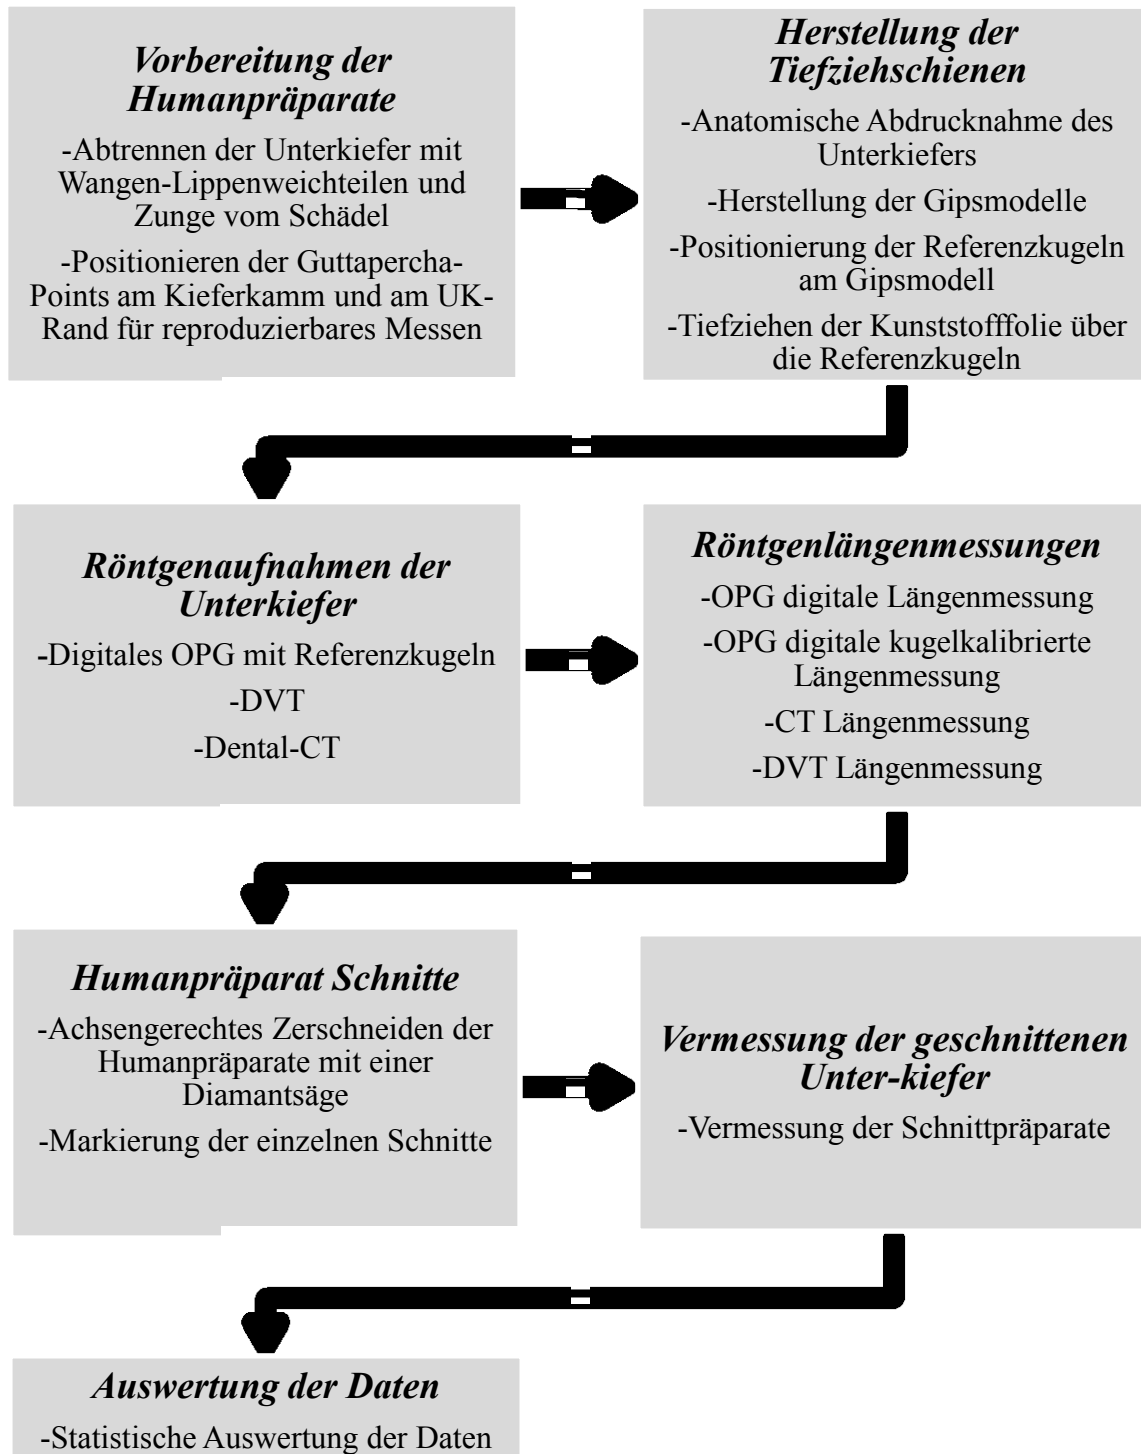 Vorbereitung der
Humanpräparate
-Abtrennen der Unterkiefer mit
Wangen-Lippenweichteilen und
Zunge vom Schädel
-Positionieren der Guttapercha-
Points am Kieferkamm und am UK-
Rand für reproduzierbares Messen
Herstellung der
Tiefziehschienen
-Anatomische Abdrucknahme des
Unterkiefers
-Herstellung der Gipsmodelle
-Positionierung der Referenzkugeln
am Gipsmodell
-Tiefziehen der Kunststofffolie über
die Referenzkugeln
Röntgenaufnahmen der
Unterkiefer
-Digitales OPG mit Referenzkugeln
-DVT
-Dental-CT
Röntgenlängenmessungen
-OPG digitale Längenmessung
-OPG digitale kugelkalibrierte
Längenmessung
-CT Längenmessung
-DVT Längenmessung
Humanpräparat Schnitte
-Achsengerechtes Zerschneiden der
Humanpräparate mit einer
Diamantsäge
-Markierung der einzelnen Schnitte
Vermessung der geschnittenen
Unter-kiefer
-Vermessung der Schnittpräparate
Auswertung der Daten
-Statistische Auswertung der Daten